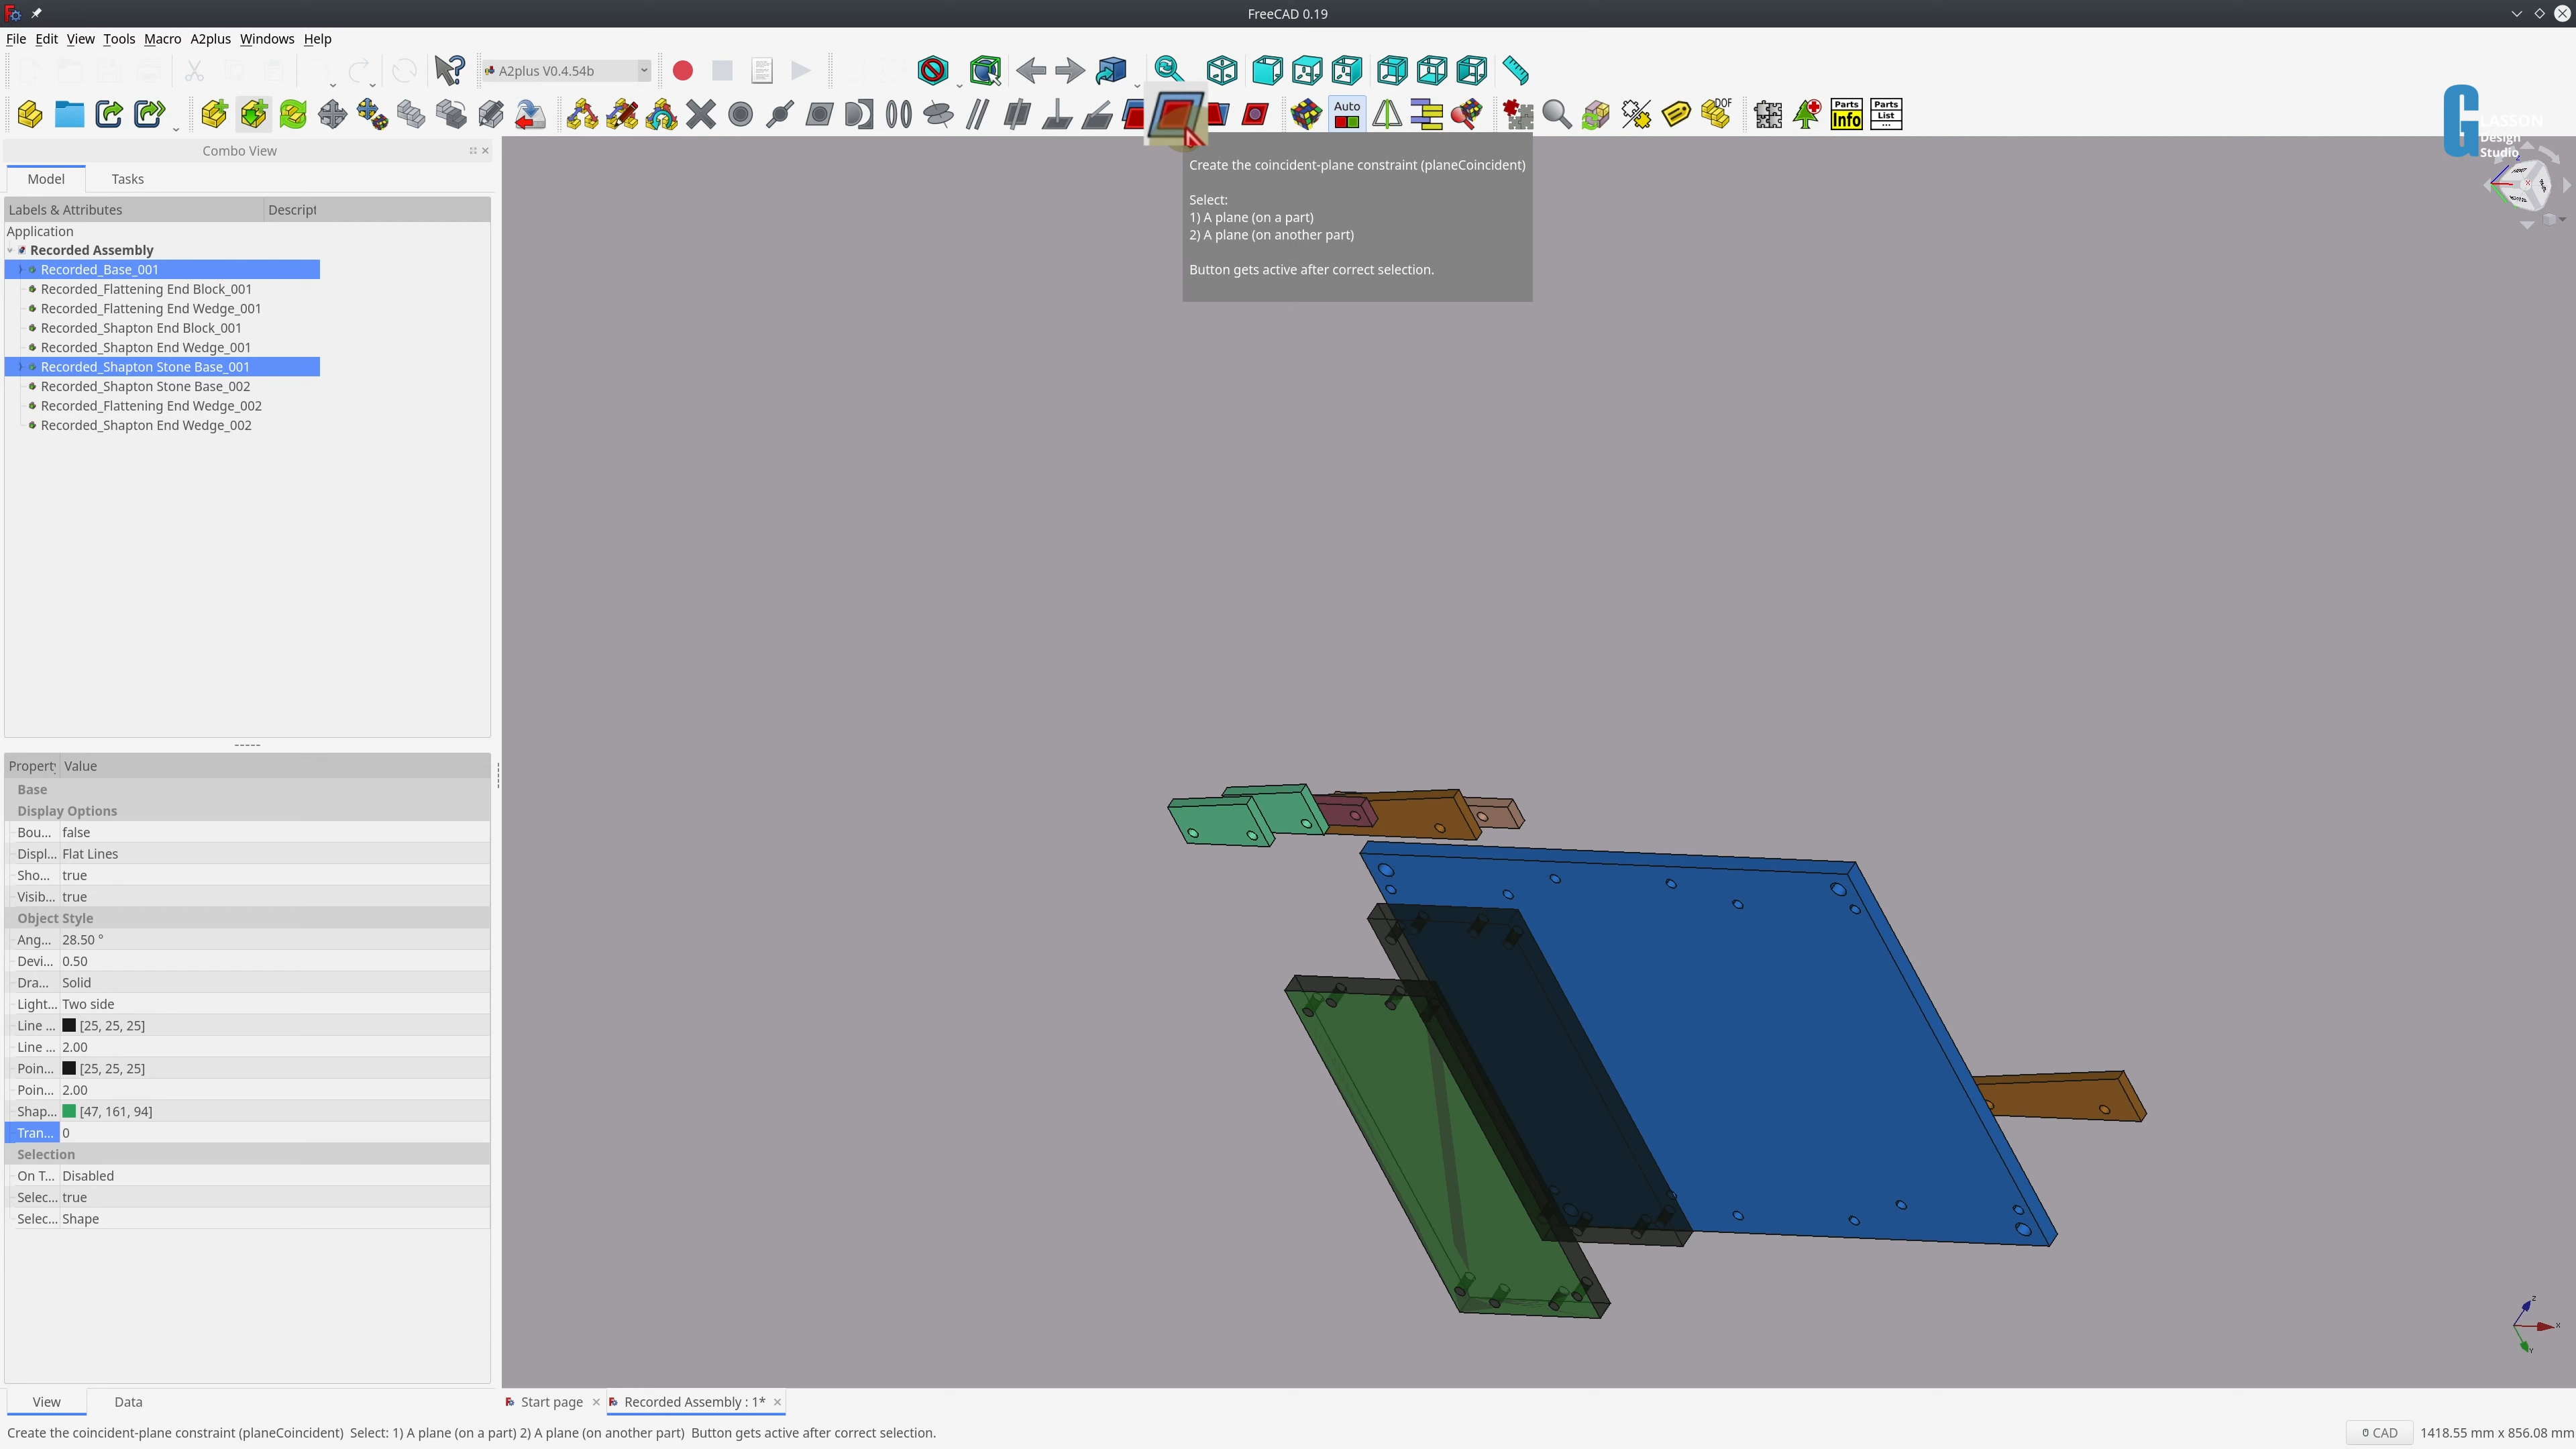 FreeCAD 0.19
File Edit View Tools Macro A2plus Windows Help
A2plus V0.4.54b
Auto
DOF
Parts Info
Parts List ...
GLASSON
Design
Studio
Combo View
Model Tasks
Labels & Attributes Descript
Application
Recorded Assembly
Recorded_Base_001
Recorded_Flattening End Block_001
Recorded_Flattening End Wedge_001
Recorded_Shapton End Block_001
Recorded_Shapton End Wedge_001
Recorded_Shapton Stone Base_001
Recorded_Shapton Stone Base_002
Recorded_Flattening End Wedge_002
Recorded_Shapton End Wedge_002
Create the coincident-plane constraint (planeCoincident)
Select:
1) A plane (on a part)
2) A plane (on another part)
Button gets active after correct selection.
Property Value
Base
Display Options
Bou... false
Displ... Flat Lines
Sho... true
Visib... true
Object Style
Ang... 28.50 °
Devi... 0.50
Dra... Solid
Light... Two side
Line ... [25, 25, 25]
Line ... 2.00
Poin... [25, 25, 25]
Poin... 2.00
Shap... [47, 161, 94]
Tran... 0
Selection
On T... Disabled
Selec... true
Selec... Shape
View Data
Start page
Recorded Assembly : 1*
Create the coincident-plane constraint (planeCoincident) Select: 1) A plane (on a part) 2) A plane (on another part) Button gets active after correct selection.
CAD
1418.55 mm x 856.08 mm